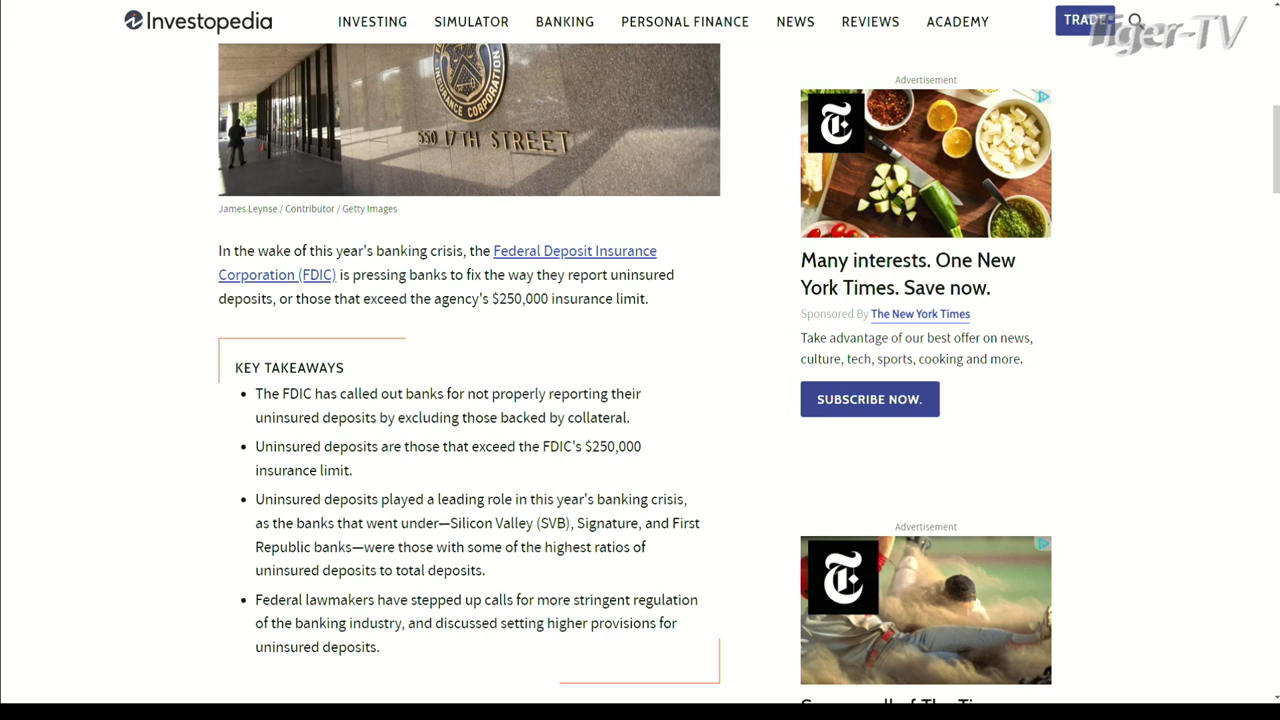 Investopedia
INVESTING
SIMULATOR
BANKING
PERSONAL FINANCE
NEWS
REVIEWS
ACADEMY
TRADE
Tiger-TV
INSURANCE CORPORATION
550 17TH STREET
James Leynse / Contributor / Getty Images
In the wake of this year's banking crisis, the Federal Deposit Insurance
Corporation (FDIC) is pressing banks to fix the way they report uninsured
deposits, or those that exceed the agency's $250,000 insurance limit.
KEY TAKEAWAYS
• The FDIC has called out banks for not properly reporting their
uninsured deposits by excluding those backed by collateral.
• Uninsured deposits are those that exceed the FDIC's $250,000
insurance limit.
• Uninsured deposits played a leading role in this year's banking crisis,
as the banks that went under—Silicon Valley (SVB), Signature, and First
Republic banks—were those with some of the highest ratios of
uninsured deposits to total deposits.
• Federal lawmakers have stepped up calls for more stringent regulation
of the banking industry, and discussed setting higher provisions for
uninsured deposits.
Advertisement
T
Many interests. One New
York Times. Save now.
Sponsored By The New York Times
Take advantage of our best offer on news,
culture, tech, sports, cooking and more.
SUBSCRIBE NOW.
Advertisement
T